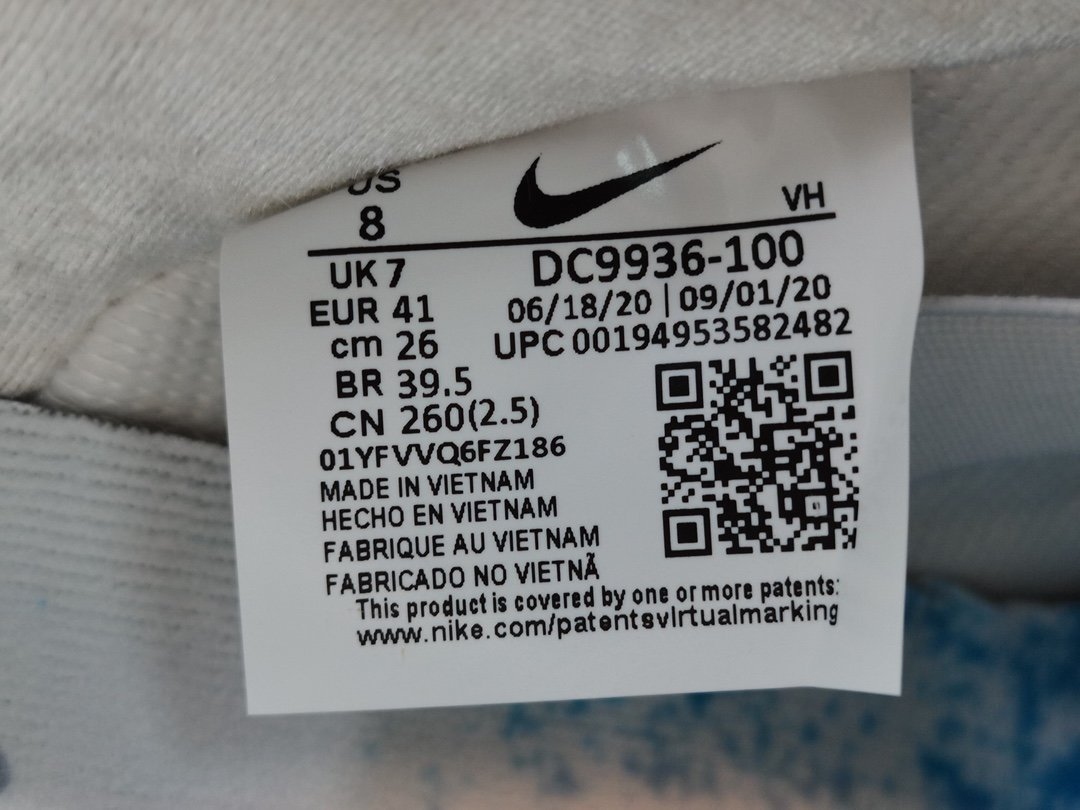 US
8
VH
UK 7
DC9936-100
EUR 41
06/18/20 | 09/01/20
cm 26
UPC 00194953582482
BR 39.5
CN 260(2.5)
01YFVVQ6FZ186
MADE IN VIETNAM
HECHO EN VIETNAM
FABRIQUE AU VIETNAM
FABRICADO NO VIETNÃ
This product is covered by one or more patents:
www.nike.com/patentsvirtualmarking